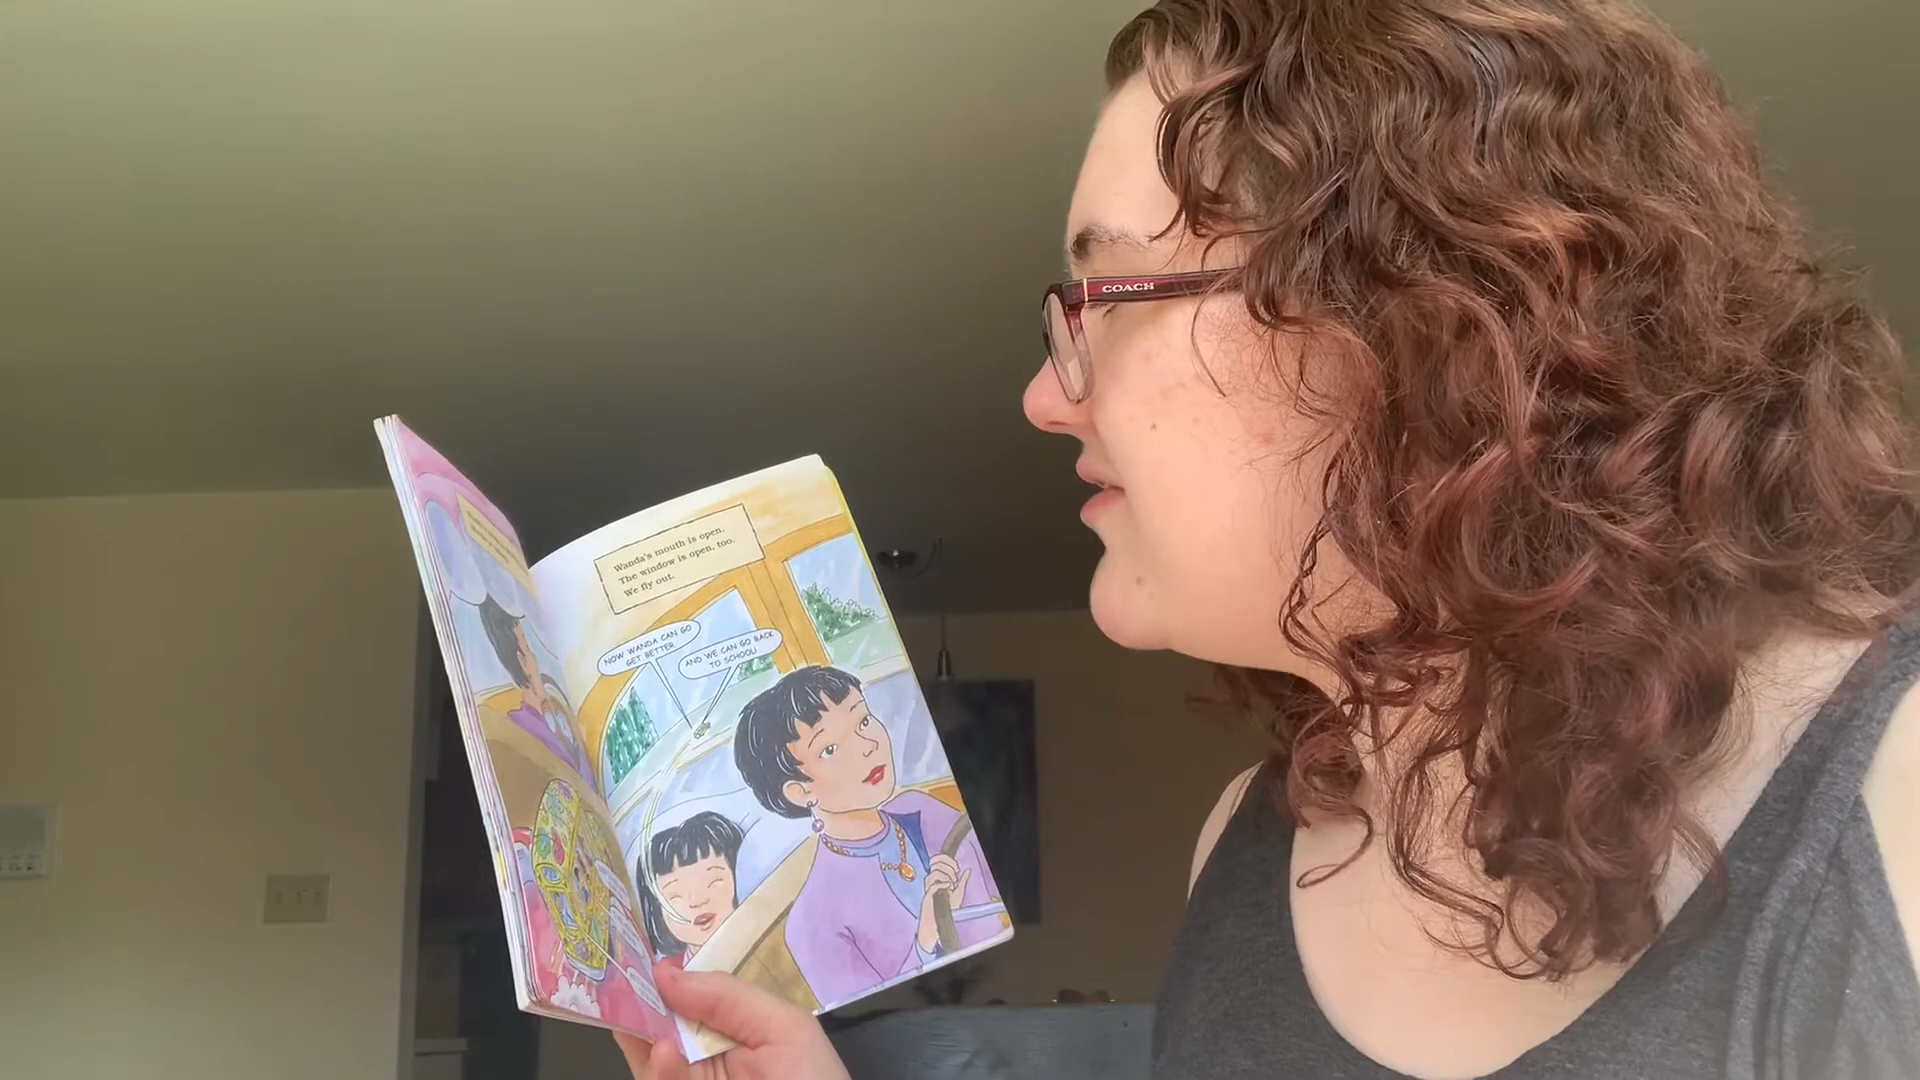 COACH
Wanda's mouth is open.
The window is open, too.
We fly out.
NOW WANDA CAN GO
GET BETTER
AND WE CAN GO BACK
TO SCHOOL!